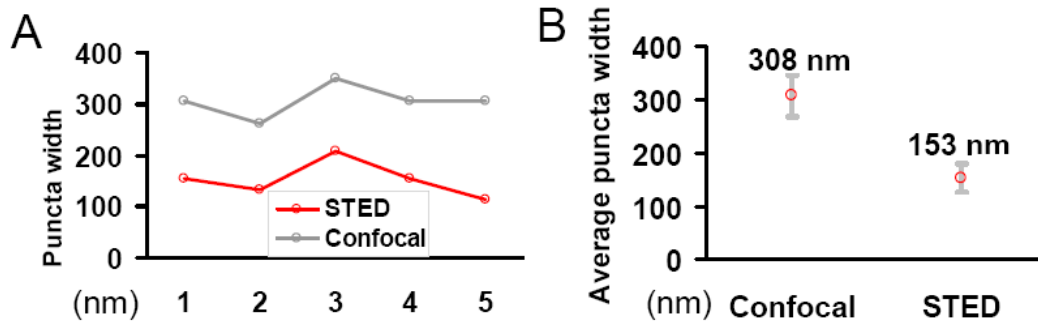 A
Puncta width
400
300
200
100
0
STED
Confocal
(nm) 1 2 3 4 5
B
Average puncta width
400
300
200
100
0
308 nm
153 nm
(nm) Confocal STED